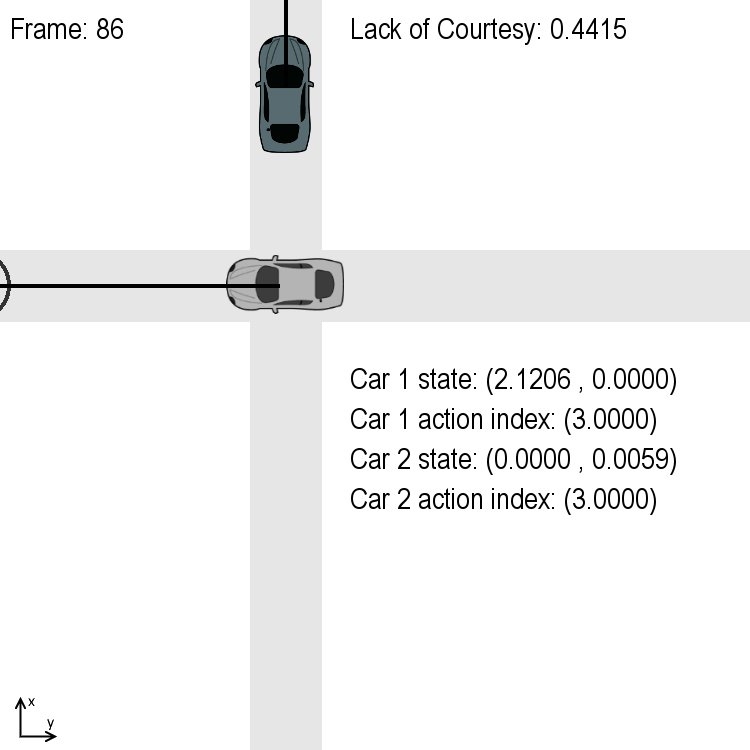 Frame: 86
Lack of Courtesy: 0.4415
Car 1 state: (2.1206 , 0.0000)
Car 1 action index: (3.0000)
Car 2 state: (0.0000 , 0.0059)
Car 2 action index: (3.0000)
x
y